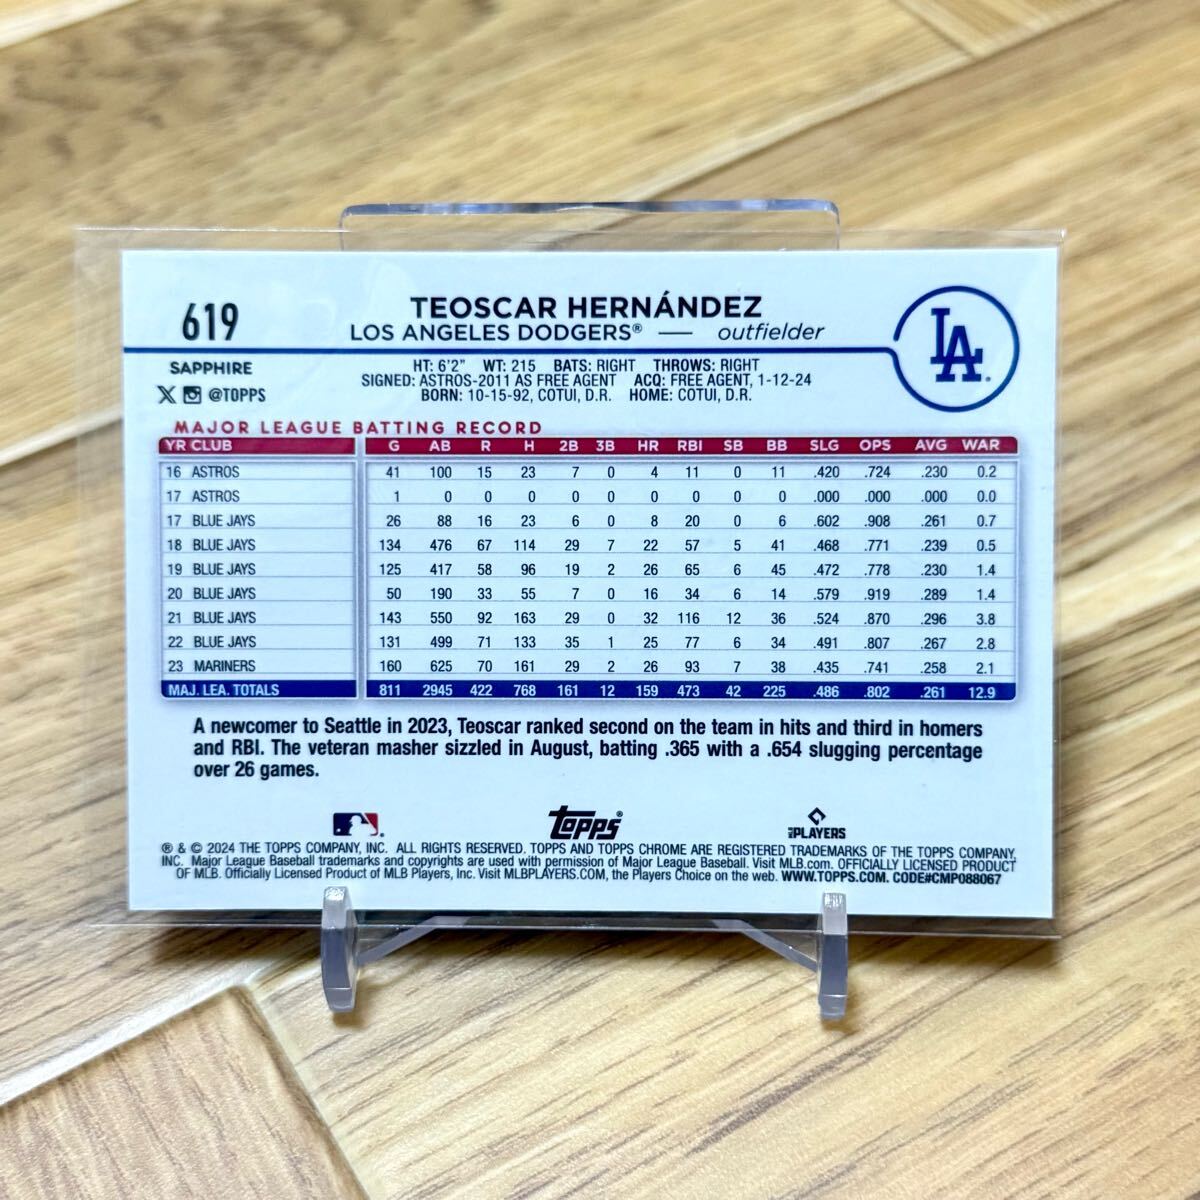 619
TEOSCAR HERNÁNDEZ
LOS ANGELES DODGERS® — outfielder
LA
SAPPHIRE
@TOPPS
HT: 6'2" WT: 215 BATS: RIGHT THROWS: RIGHT
SIGNED: ASTROS-2011 AS FREE AGENT ACQ: FREE AGENT, 1-12-24
BORN: 10-15-92, COTUI, D.R. HOME: COTUI, D.R.
MAJOR LEAGUE BATTING RECORD
YR CLUB G AB R H 2B 3B HR RBI SB BB SLG OPS AVG WAR
16 ASTROS 41 100 15 23 7 0 4 11 0 11 .420 .724 .230 0.2
17 ASTROS 1 0 0 0 0 0 0 0 0 0 .000 .000 .000 0.0
17 BLUE JAYS 26 88 16 23 6 0 8 20 0 6 .602 .908 .261 0.7
18 BLUE JAYS 134 476 67 114 29 7 22 57 5 41 .468 .771 .239 0.5
19 BLUE JAYS 125 417 58 96 19 2 26 65 6 45 .472 .778 .230 1.4
20 BLUE JAYS 50 190 33 55 7 0 16 34 6 14 .579 .919 .289 1.4
21 BLUE JAYS 143 550 92 163 29 0 32 116 12 36 .524 .870 .296 3.8
22 BLUE JAYS 131 499 71 133 35 1 25 77 6 34 .491 .807 .267 2.8
23 MARINERS 160 625 70 161 29 2 26 93 7 38 .435 .741 .258 2.1
MAJ. LEA. TOTALS 811 2945 422 768 161 12 159 473 42 225 .486 .802 .261 12.9
A newcomer to Seattle in 2023, Teoscar ranked second on the team in hits and third in homers
and RBI. The veteran masher sizzled in August, batting .365 with a .654 slugging percentage
over 26 games.
topps®
MLB PLAYERS
® & © 2024 THE TOPPS COMPANY, INC. ALL RIGHTS RESERVED. TOPPS AND TOPPS CHROME ARE REGISTERED TRADEMARKS OF THE TOPPS COMPANY,
INC. Major League Baseball trademarks and copyrights are used with permission of Major League Baseball. Visit MLB.com. OFFICIALLY LICENSED PRODUCT
OF MLB. Officially Licensed Product of MLB Players, Inc. Visit MLBPLAYERS.COM, the Players Choice on the web. WWW.TOPPS.COM. CODE#CMP088067